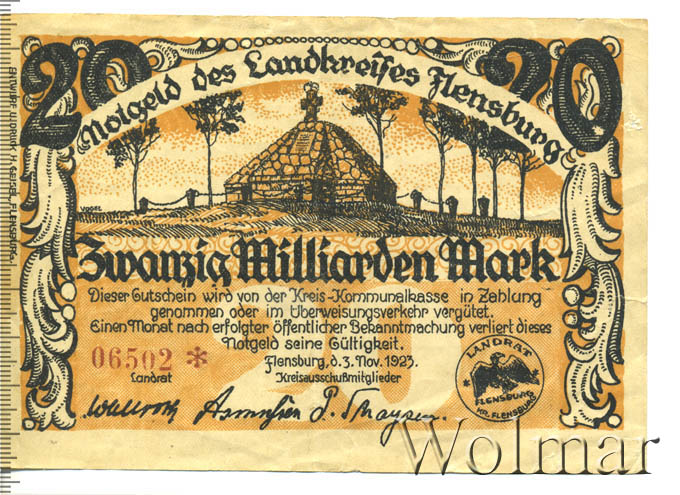 20 20
Notgeld des Landkreises Flensburg
VOGEL
Zwanzig Milliarden Mark
Dieser Gutschein wird von der Kreis-Kommunalkasse in Zahlung
genommen oder im Überweisungsverkehr vergütet.
Einen Monat nach erfolgter öffentlicher Bekanntmachung verliert dieses
Notgeld seine Gültigkeit.
06502 *
Flensburg, d. 3. Nov. 1923.
Landrat
Kreisausschußmitglieder
LANDRAT
FLENSBURG
KR. FLENSBURG
Wolmar